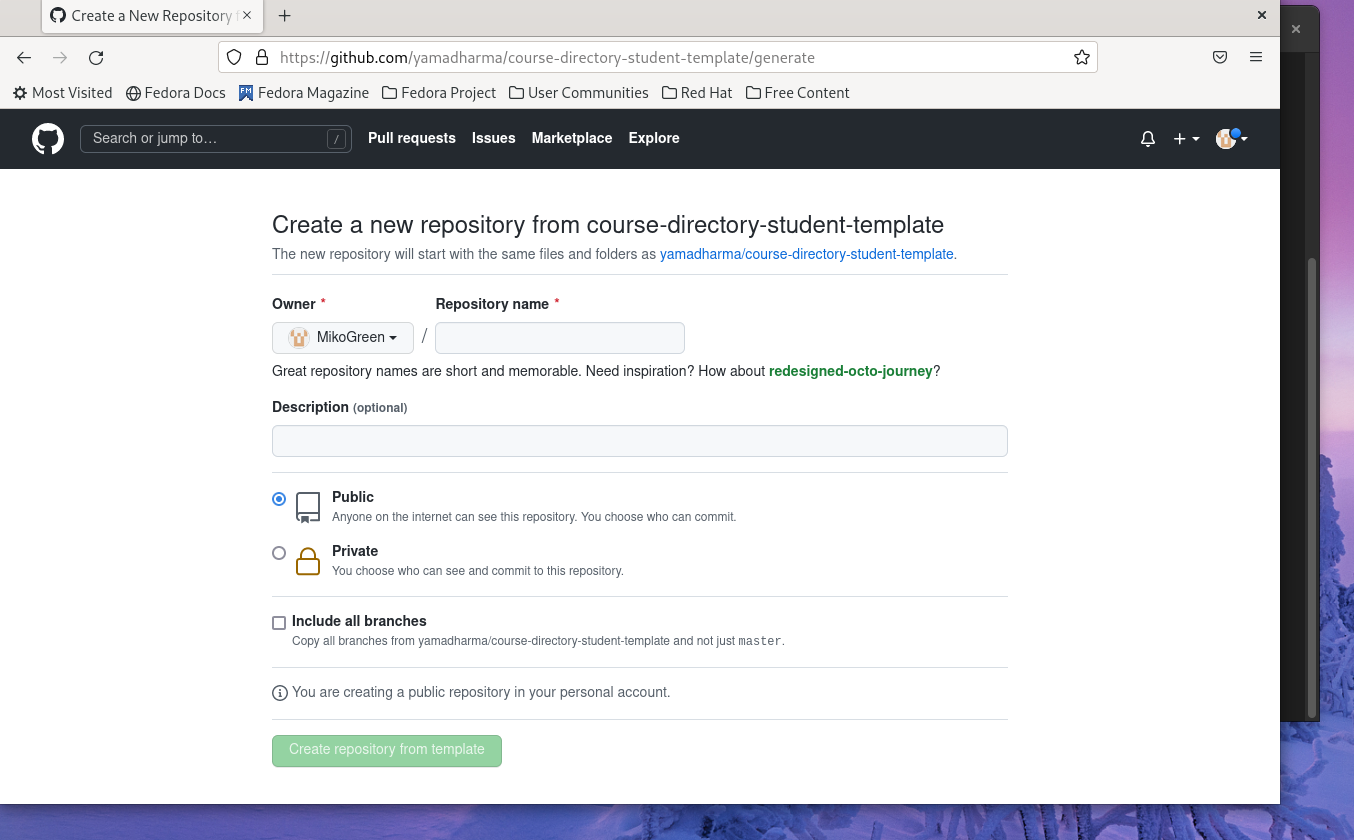 Create a New Repository
https://github.com/yamadharma/course-directory-student-template/generate
Most Visited Fedora Docs Fedora Magazine Fedora Project User Communities Red Hat Free Content
Search or jump to… / Pull requests Issues Marketplace Explore
Create a new repository from course-directory-student-template
The new repository will start with the same files and folders as yamadharma/course-directory-student-template.
Owner * Repository name *
MikoGreen /
Great repository names are short and memorable. Need inspiration? How about redesigned-octo-journey?
Description (optional)
Public
Anyone on the internet can see this repository. You choose who can commit.
Private
You choose who can see and commit to this repository.
Include all branches
Copy all branches from yamadharma/course-directory-student-template and not just master.
You are creating a public repository in your personal account.
Create repository from template